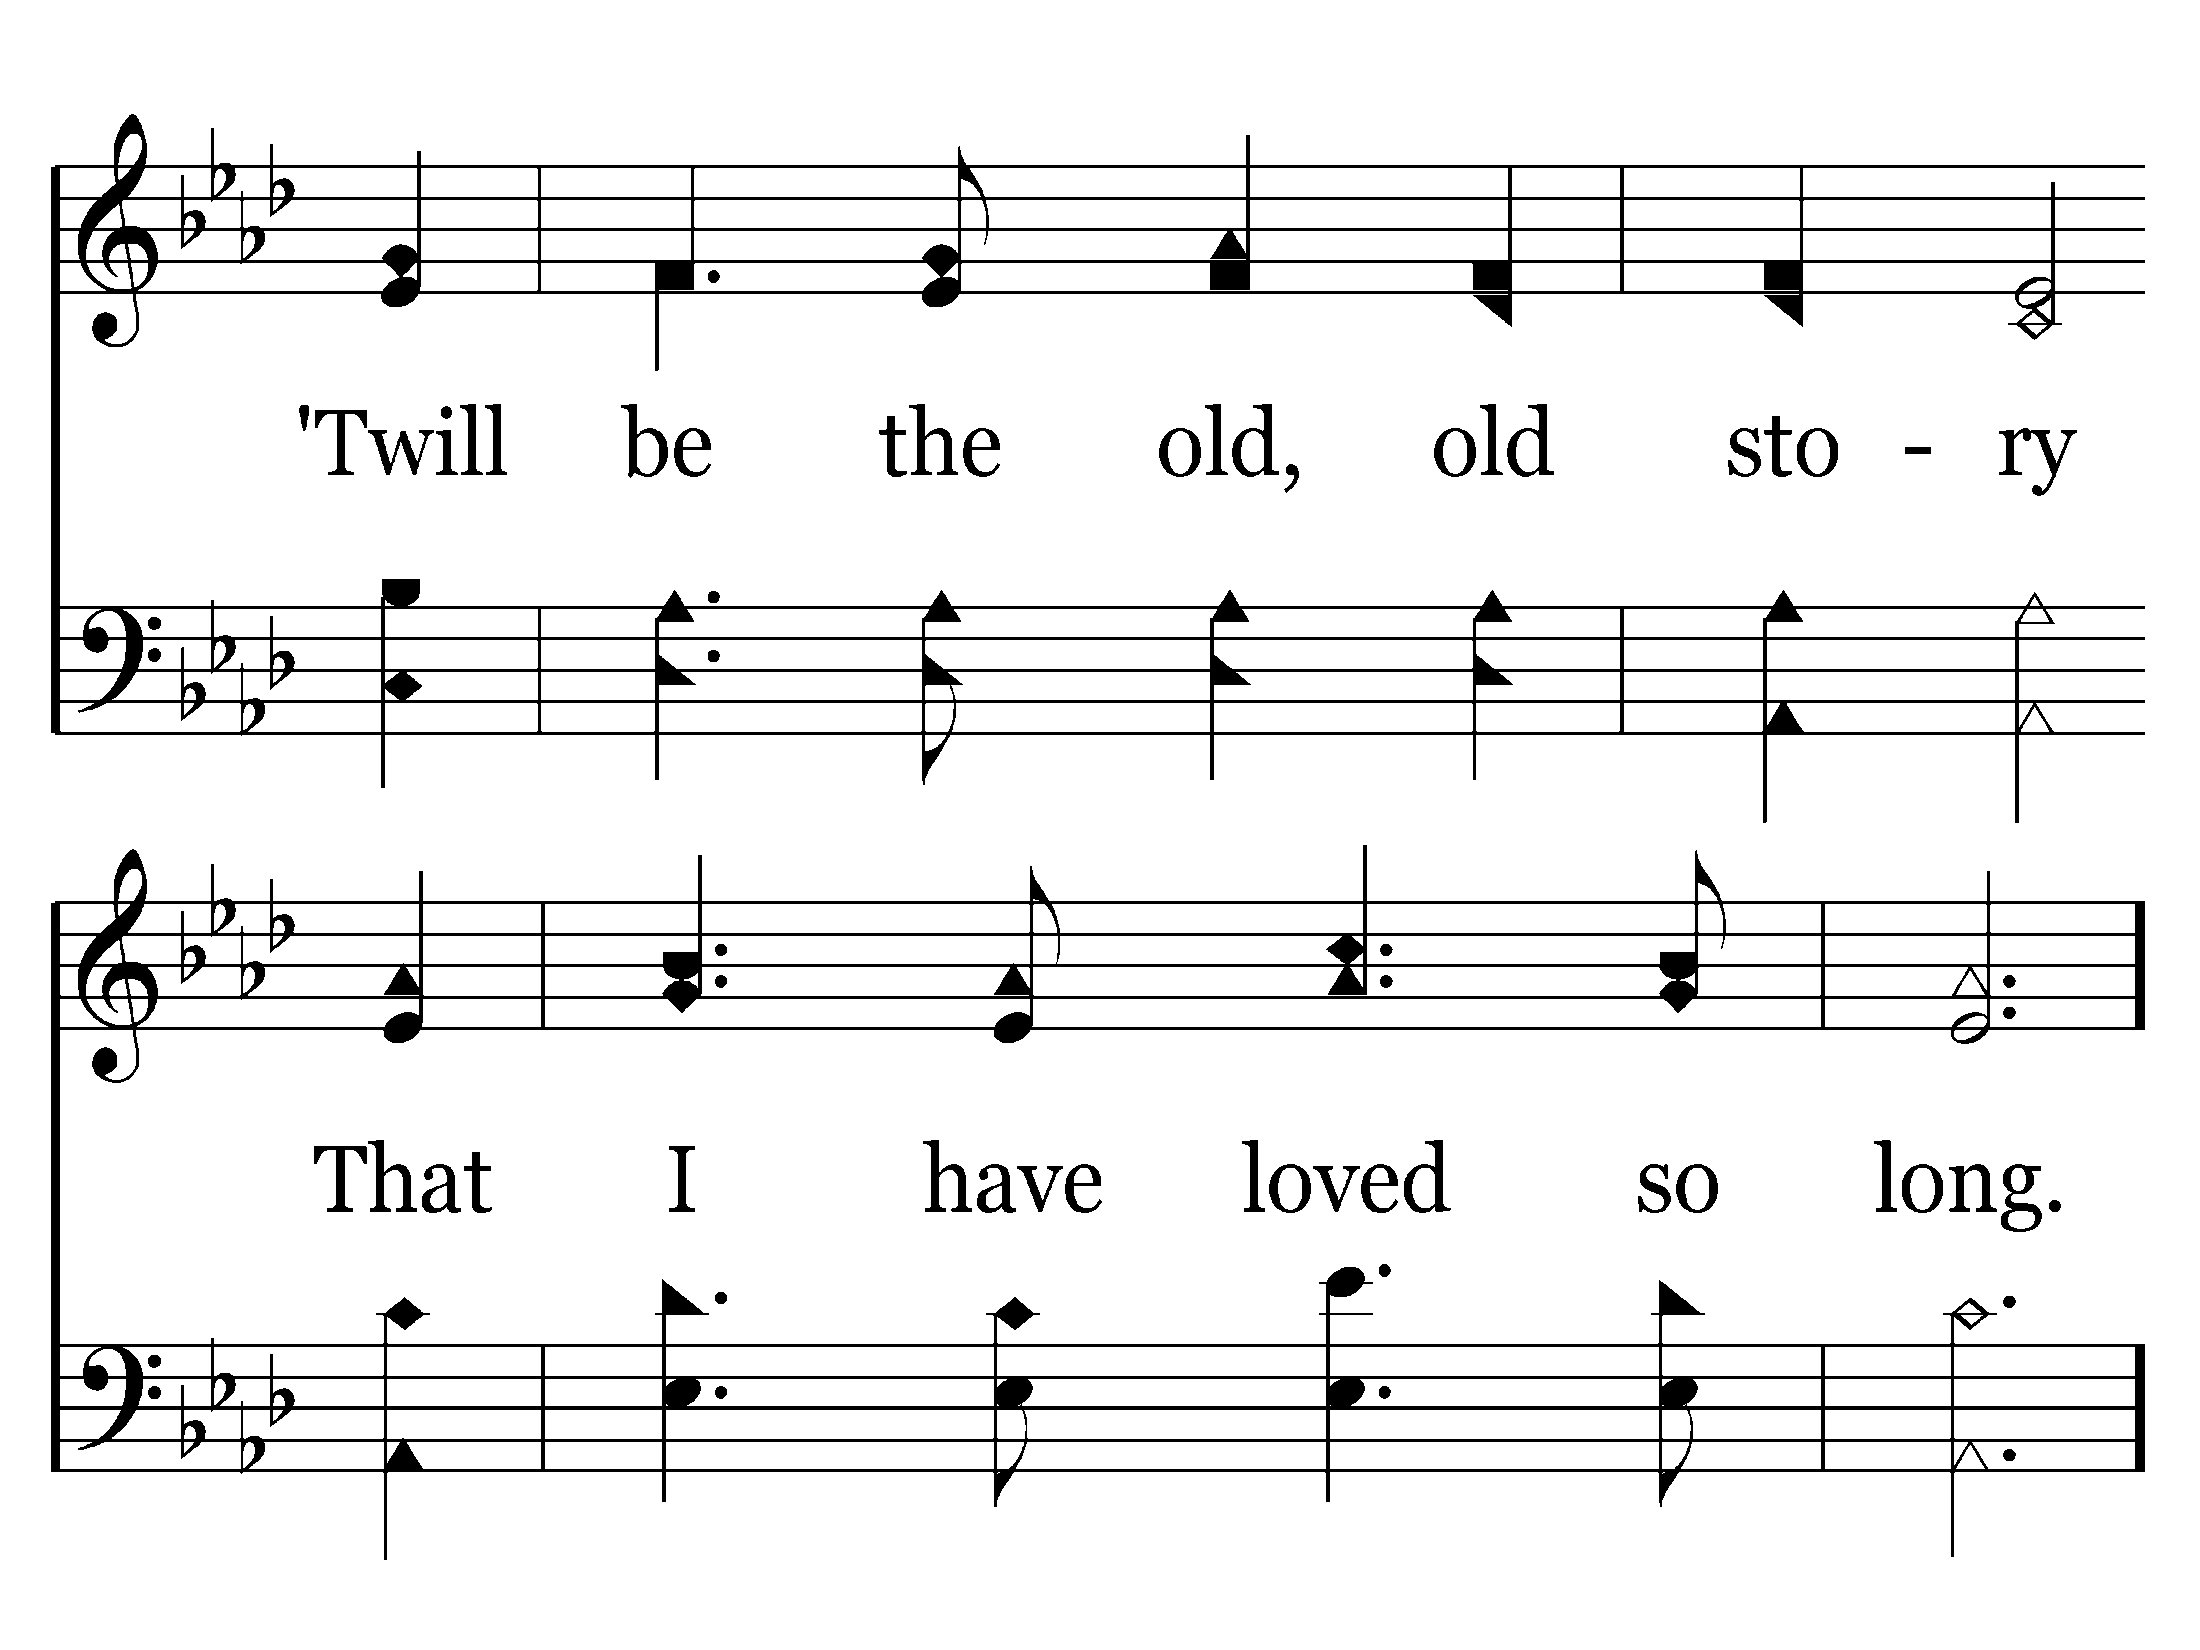 'Twill be the old, old sto - ry
That I have loved so long.